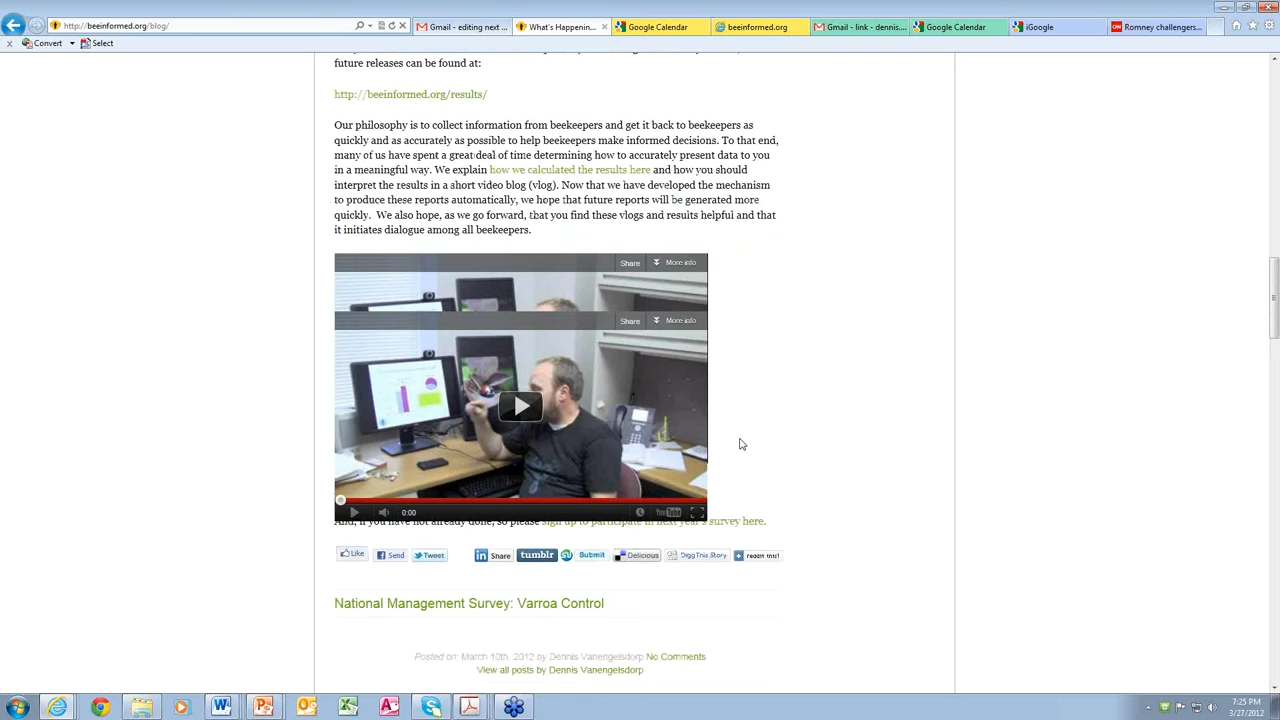 http://beeinformed.org/blog/
Gmail - editing next ...
What's Happenin...
Google Calendar
beeinformed.org
Gmail - link - dennis....
Google Calendar
iGoogle
Romney challengers...
x Convert Select
future releases can be found at:
http://beeinformed.org/results/
Our philosophy is to collect information from beekeepers and get it back to beekeepers as
quickly and as accurately as possible to help beekeepers make informed decisions. To that end,
many of us have spent a great deal of time determining how to accurately present data to you
in a meaningful way. We explain how we calculated the results here and how you should
interpret the results in a short video blog (vlog). Now that we have developed the mechanism
to produce these reports automatically, we hope that future reports will be generated more
quickly. We also hope, as we go forward, that you find these vlogs and results helpful and that
it initiates dialogue among all beekeepers.
Share More info
Share More info
0:00 YouTube
And, if you have not already done, so please sign up to participate in next year's survey here.
Like Send Tweet Share tumblr Submit Delicious Digg This Story reddit this!
National Management Survey: Varroa Control
Posted on: March 10th, 2012 by Dennis Vanengelsdorp No Comments
View all posts by Dennis Vanengelsdorp
7:25 PM
3/27/2012